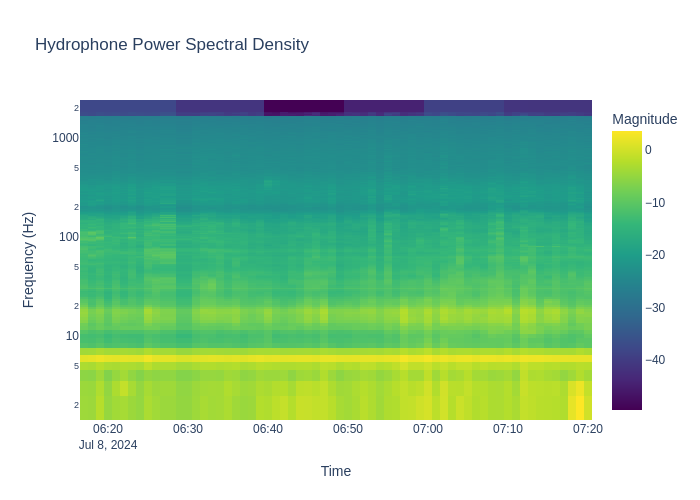 Hydrophone Power Spectral Density
Magnitude
0
−10
−20
−30
−40
Frequency (Hz)
2
1000
5
2
100
5
2
10
5
2
06:20 06:30 06:40 06:50 07:00 07:10 07:20
Jul 8, 2024
Time